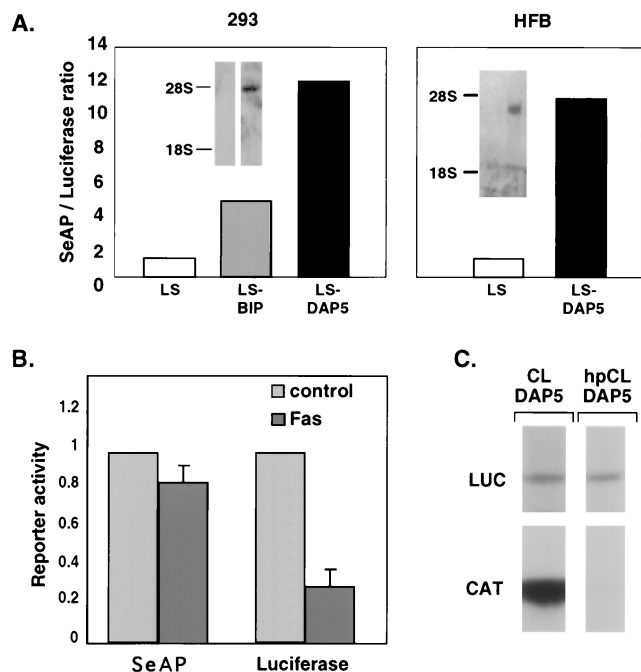 A.
293
HFB
SeAP / Luciferase ratio
14
12
10
8
6
4
2
0
28S
18S
28S
18S
LS
LS-
BIP
LS-
DAP5
LS
LS-
DAP5
B.
Reporter activity
1.2
1
0.8
0.6
0.4
0.2
0
control
Fas
SeAP
Luciferase
C.
CL
DAP5
hpCL
DAP5
LUC
CAT